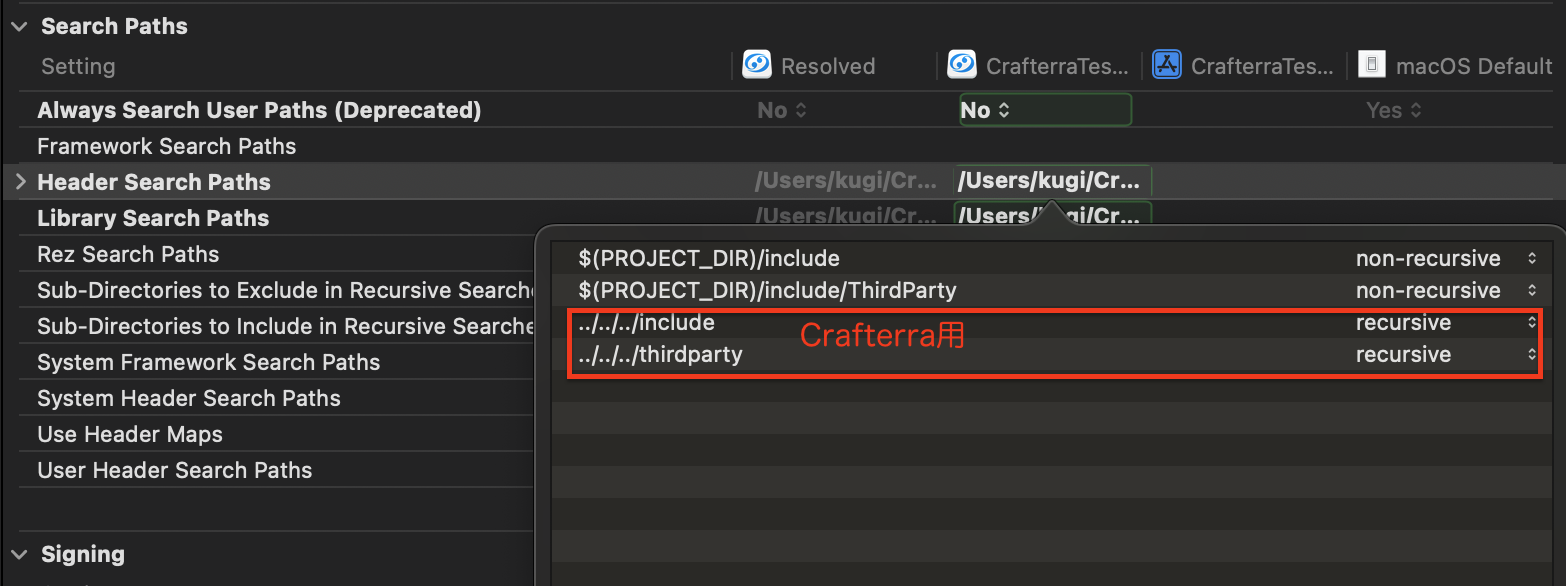 Search Paths
Setting Resolved CrafterraTes... CrafterraTes... macOS Default
Always Search User Paths (Deprecated) No No Yes
Framework Search Paths
Header Search Paths /Users/kugi/Cr... /Users/kugi/Cr...
Library Search Paths /Users/kugi/Cr... /Users/kugi/Cr...
Rez Search Paths
Sub-Directories to Exclude in Recursive Searche
Sub-Directories to Include in Recursive Searche
System Framework Search Paths
System Header Search Paths
Use Header Maps
User Header Search Paths
$(PROJECT_DIR)/include non-recursive
$(PROJECT_DIR)/include/ThirdParty non-recursive
../../../include recursive
Crafterra用
../../../thirdparty recursive
Signing